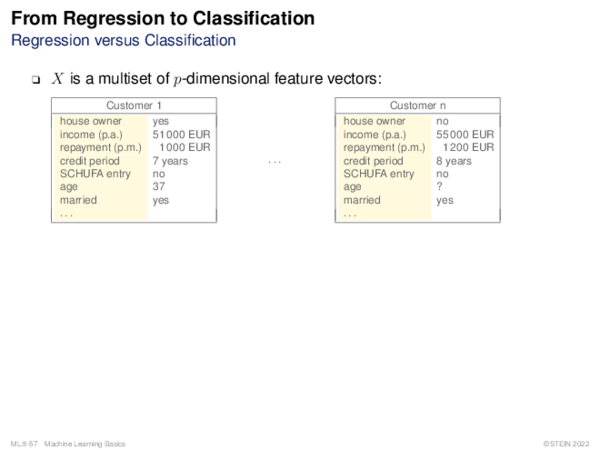 From Regression to Classification
Regression versus Classification
❑ X is a multiset of p-dimensional feature vectors:
Customer 1
house owner yes
income (p.a.) 51 000 EUR
repayment (p.m.) 1 000 EUR
credit period 7 years
SCHUFA entry no
age 37
married yes
. . .
. . .
Customer n
house owner no
income (p.a.) 55 000 EUR
repayment (p.m.) 1 200 EUR
credit period 8 years
SCHUFA entry no
age ?
married yes
. . .
ML:II-57 Machine Learning Basics ©STEIN 2022